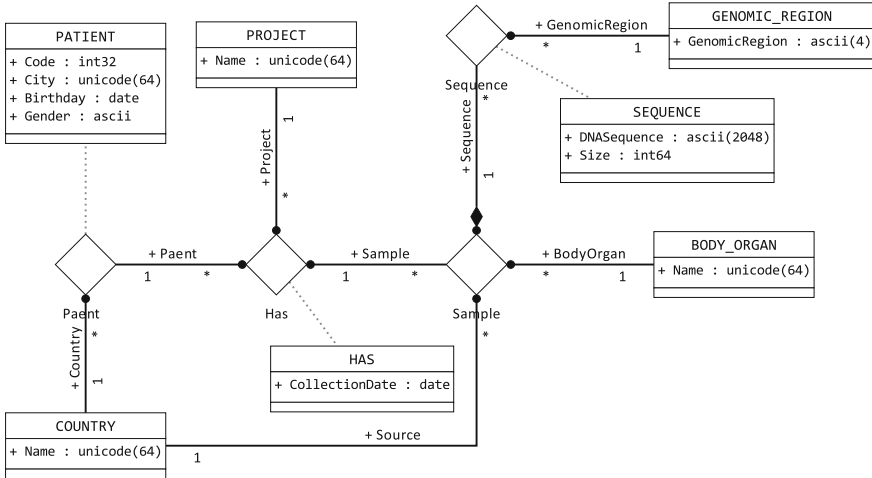 PATIENT
+ Code : int32
+ City : unicode(64)
+ Birthday : date
+ Gender : ascii
PROJECT
+ Name : unicode(64)
+ GenomicRegion
*
1
GENOMIC_REGION
+ GenomicRegion : ascii(4)
Sequence
*
+ Sequence
1
SEQUENCE
+ DNASequence : ascii(2048)
+ Size : int64
1
+ Project
*
+ Paent
1
*
+ Sample
1
*
+ BodyOrgan
*
1
BODY_ORGAN
+ Name : unicode(64)
Paent
Has
Sample
*
*
+ Country
1
HAS
+ CollectionDate : date
COUNTRY
+ Name : unicode(64)
+ Source
1